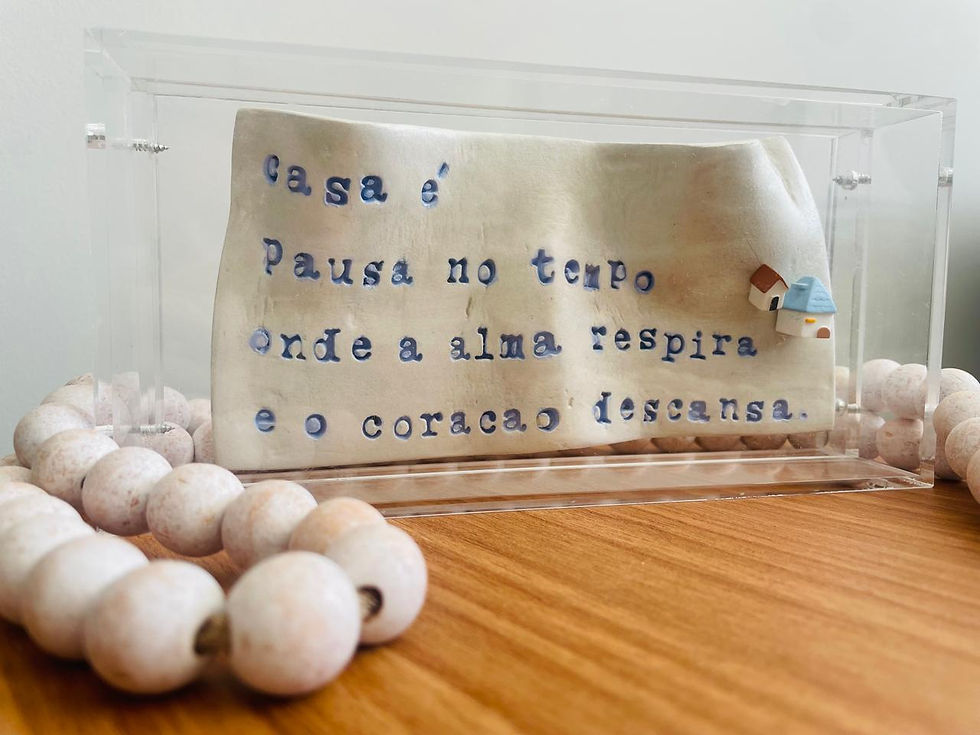 casa é
Pausa no tempo
onde a alma respira
e o coracao descansa.